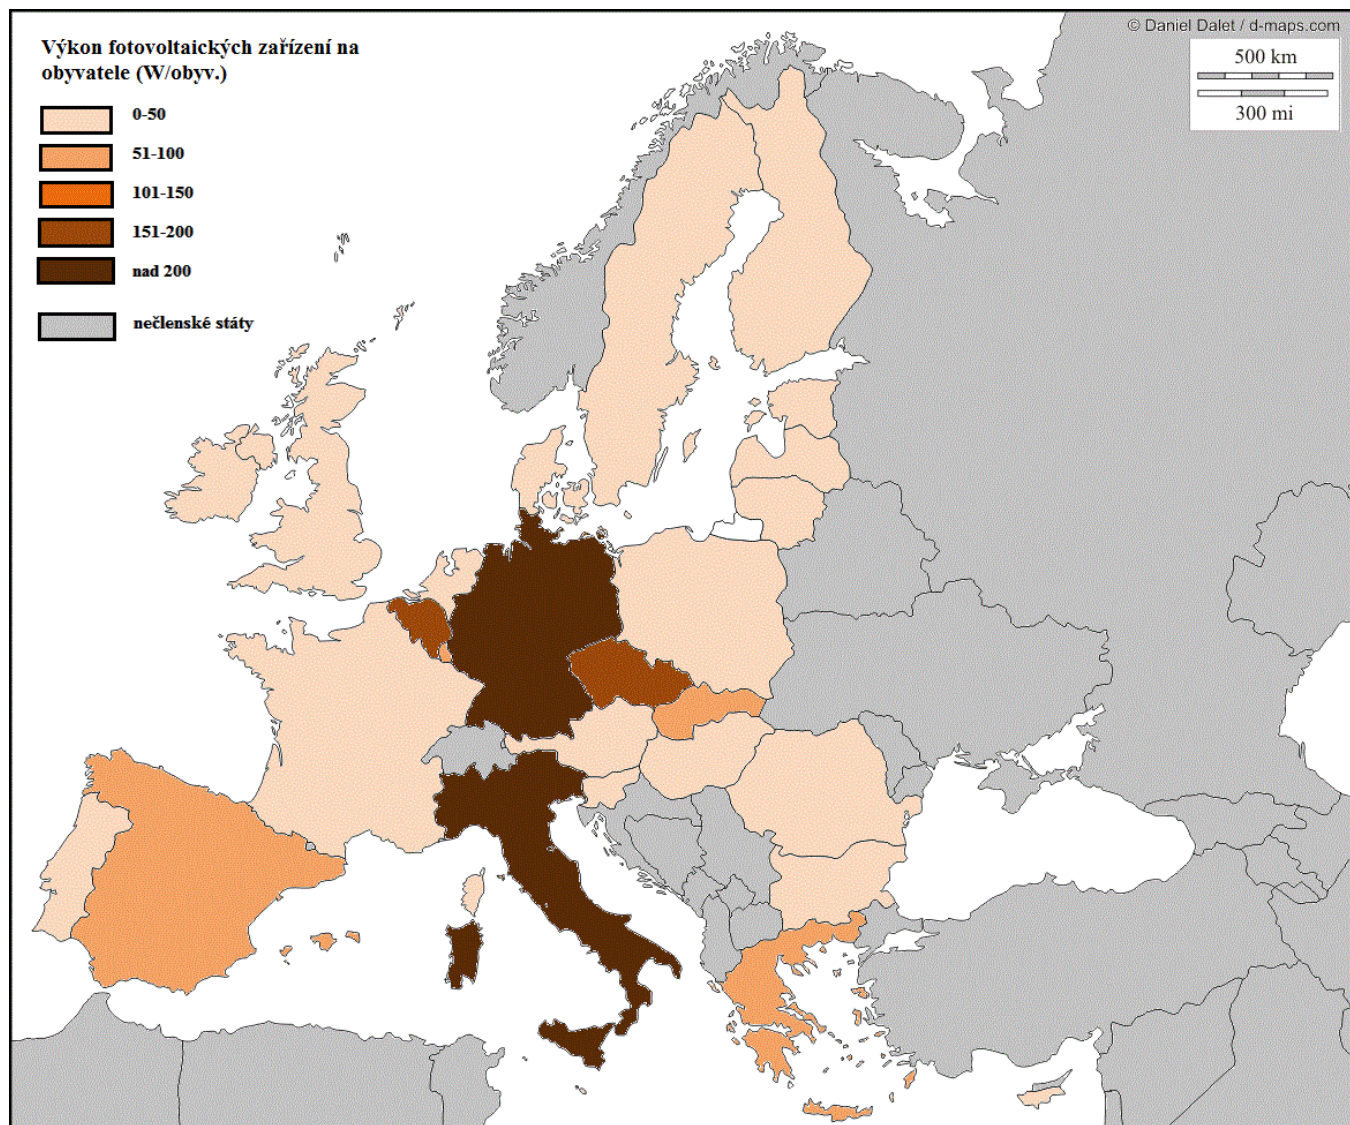 Výkon fotovoltaických zařízení na
obyvatele (W/obyv.)
0-50
51-100
101-150
151-200
nad 200
nečlenské státy
© Daniel Dalet / d-maps.com
500 km
300 mi